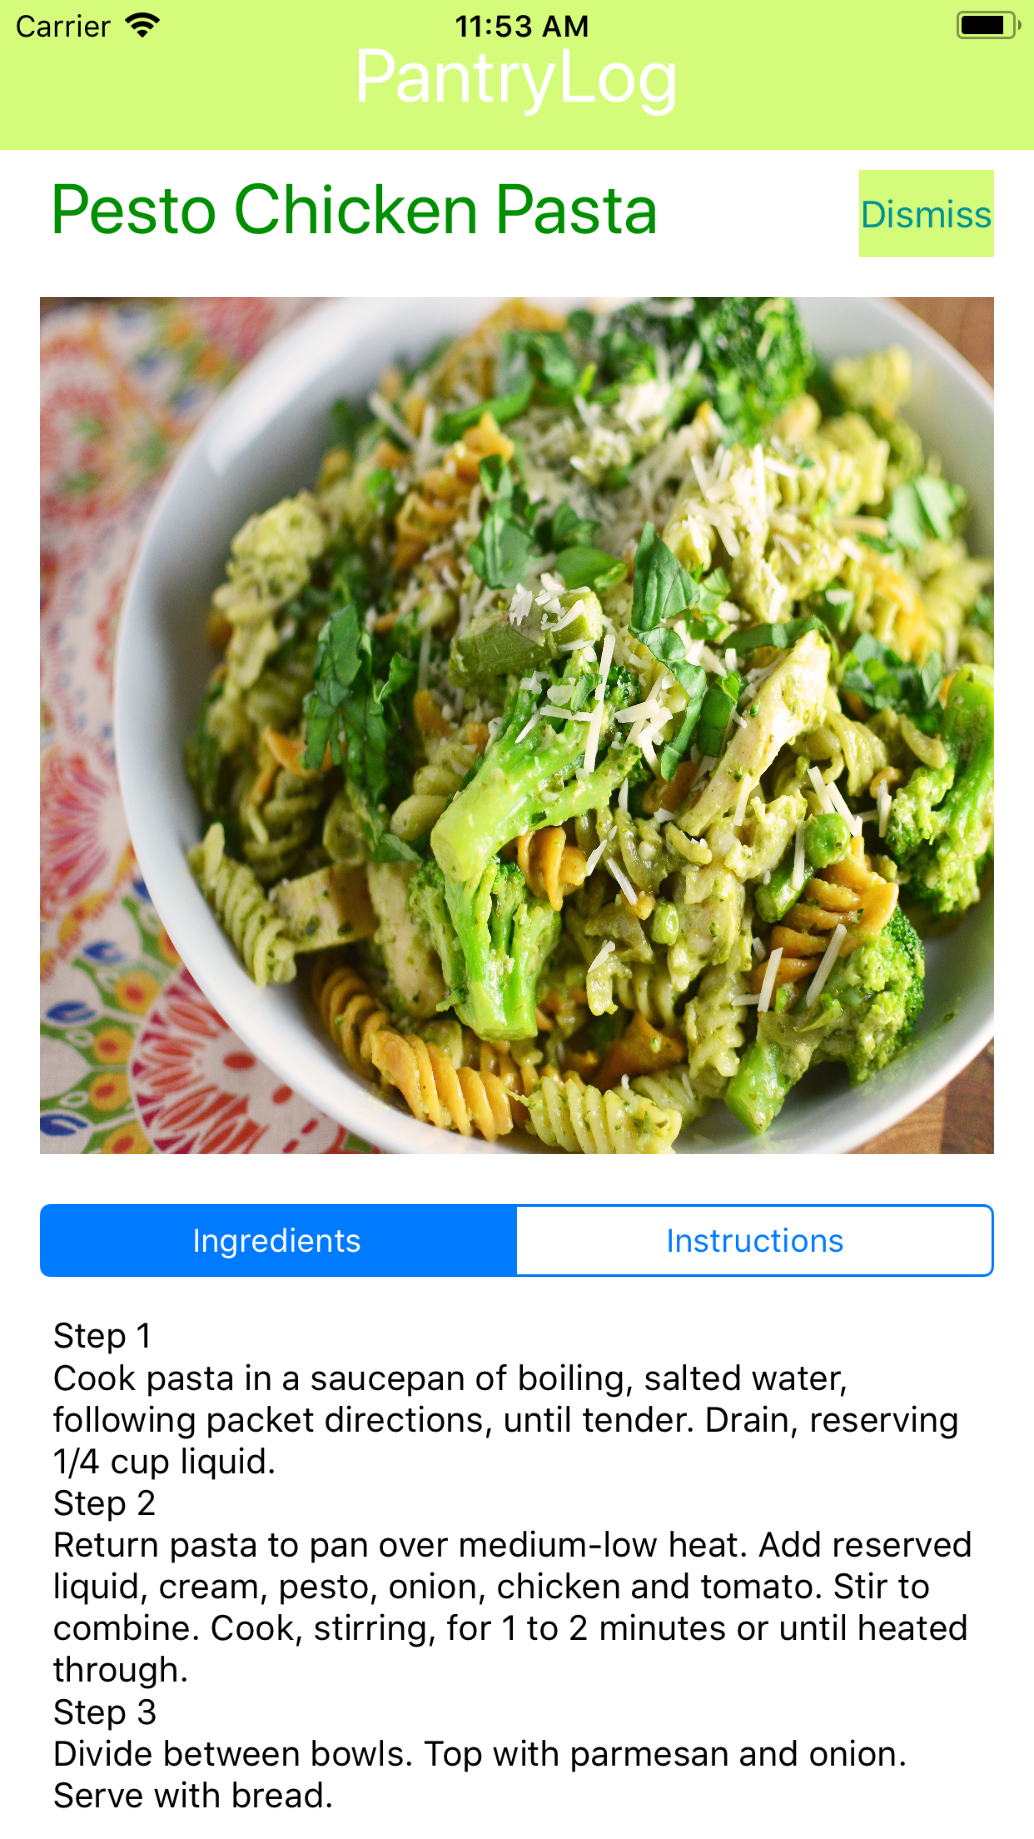 Carrier 11:53 AM
PantryLog
Pesto Chicken Pasta Dismiss
Ingredients Instructions
Step 1
Cook pasta in a saucepan of boiling, salted water,
following packet directions, until tender. Drain, reserving
1/4 cup liquid.
Step 2
Return pasta to pan over medium-low heat. Add reserved
liquid, cream, pesto, onion, chicken and tomato. Stir to
combine. Cook, stirring, for 1 to 2 minutes or until heated
through.
Step 3
Divide between bowls. Top with parmesan and onion.
Serve with bread.